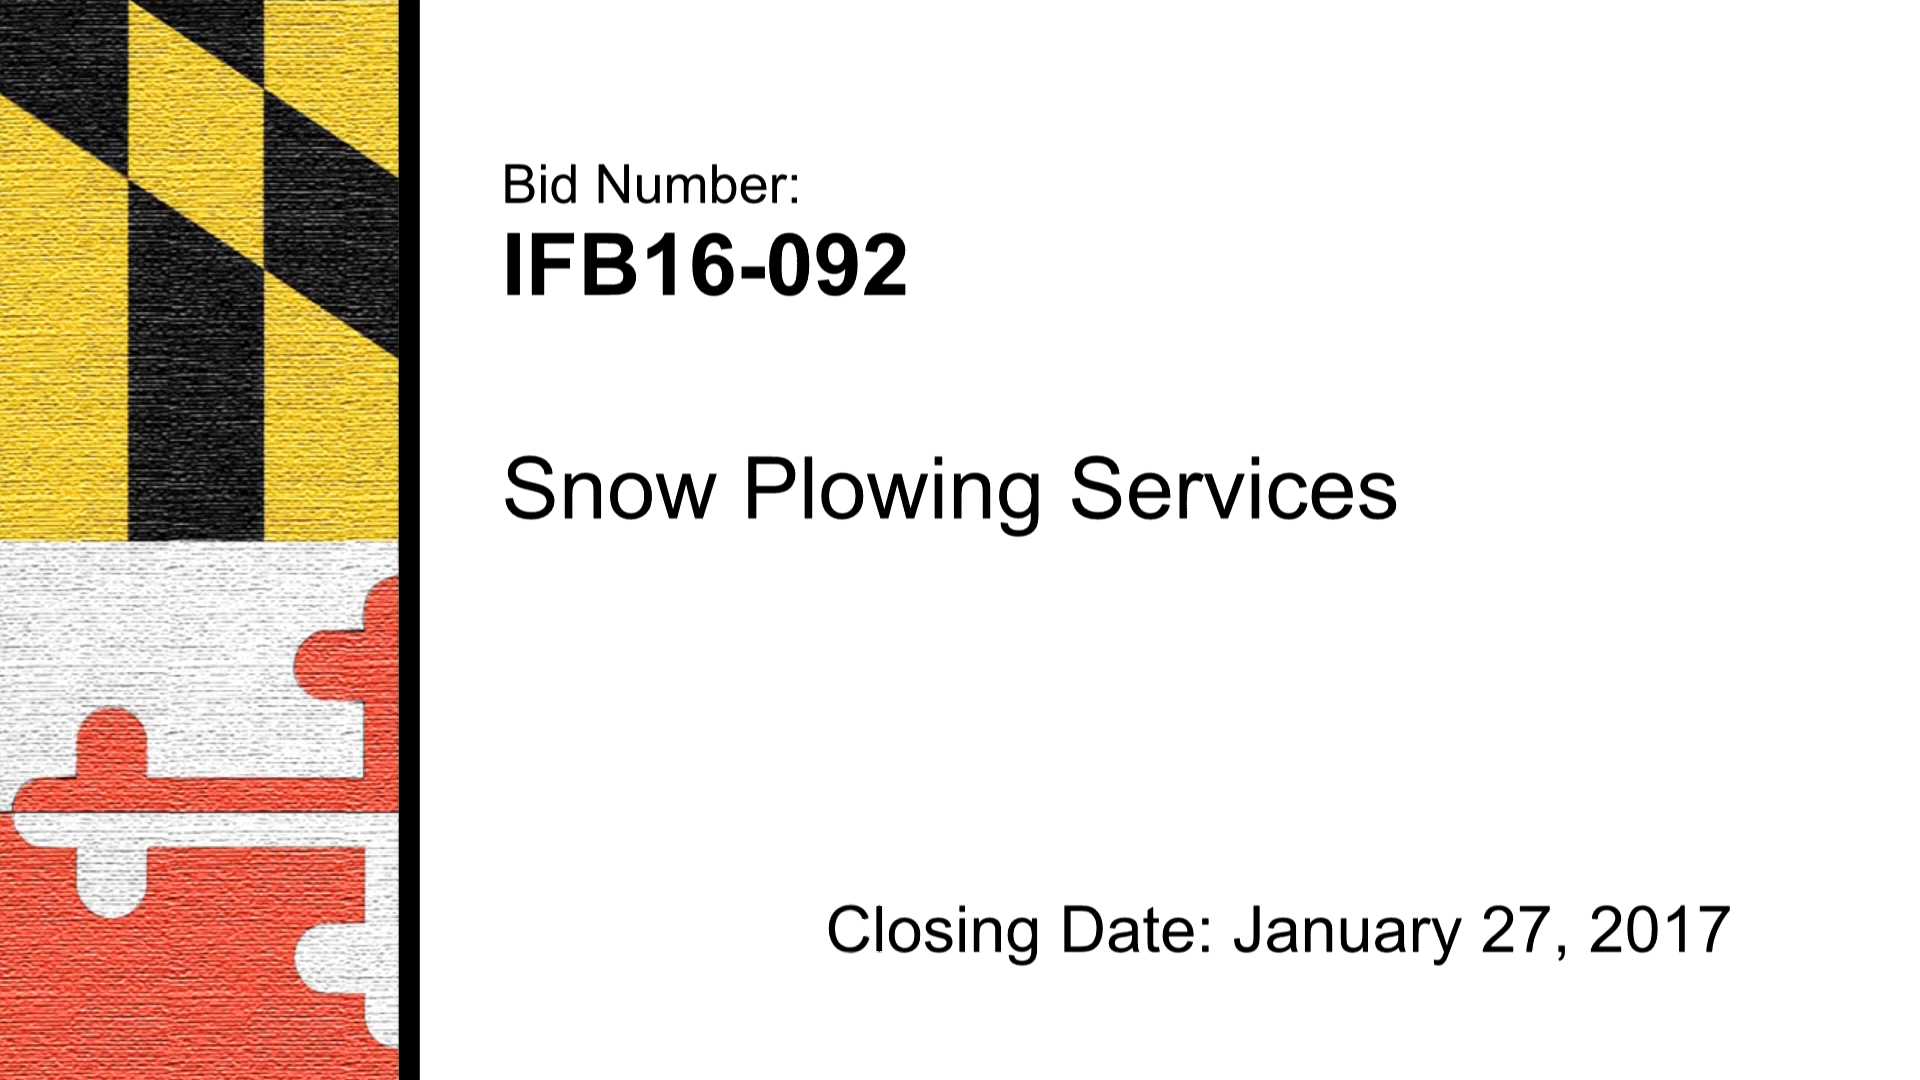 Bid Number:
IFB16-092
Snow Plowing Services
Closing Date: January 27, 2017